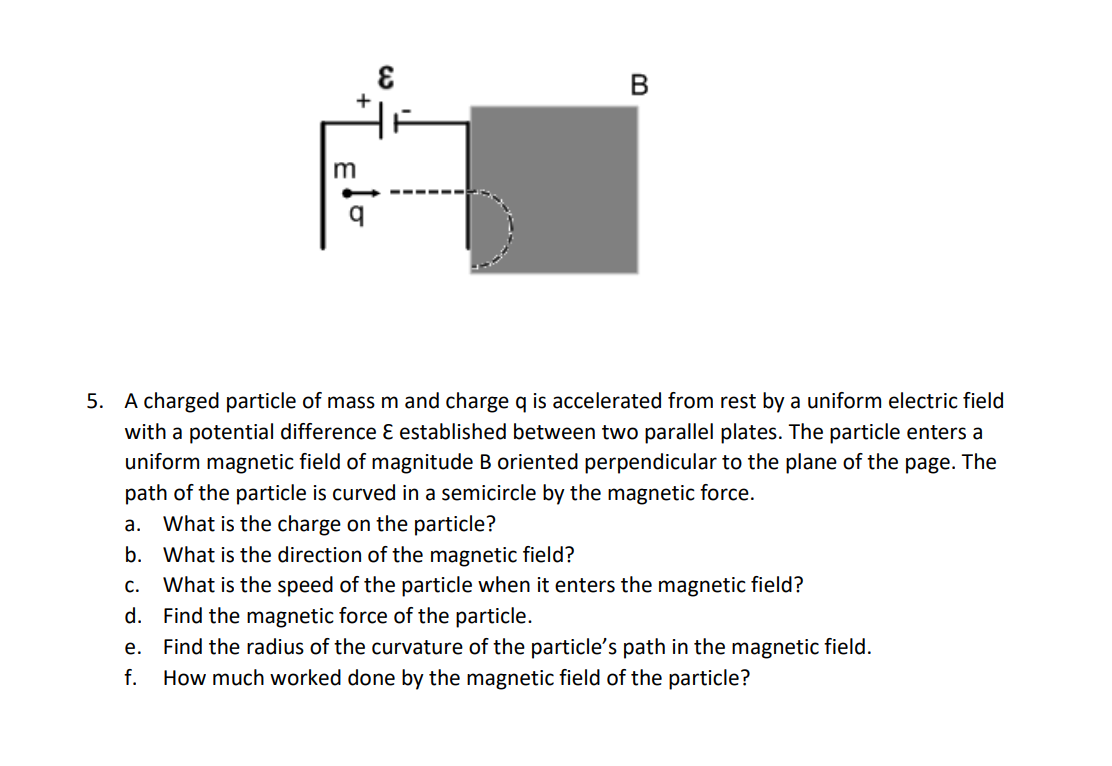 ε
B
+ -
m
q
5. A charged particle of mass m and charge q is accelerated from rest by a uniform electric field
with a potential difference Ɛ established between two parallel plates. The particle enters a
uniform magnetic field of magnitude B oriented perpendicular to the plane of the page. The
path of the particle is curved in a semicircle by the magnetic force.
a. What is the charge on the particle?
b. What is the direction of the magnetic field?
c. What is the speed of the particle when it enters the magnetic field?
d. Find the magnetic force of the particle.
e. Find the radius of the curvature of the particle’s path in the magnetic field.
f. How much worked done by the magnetic field of the particle?